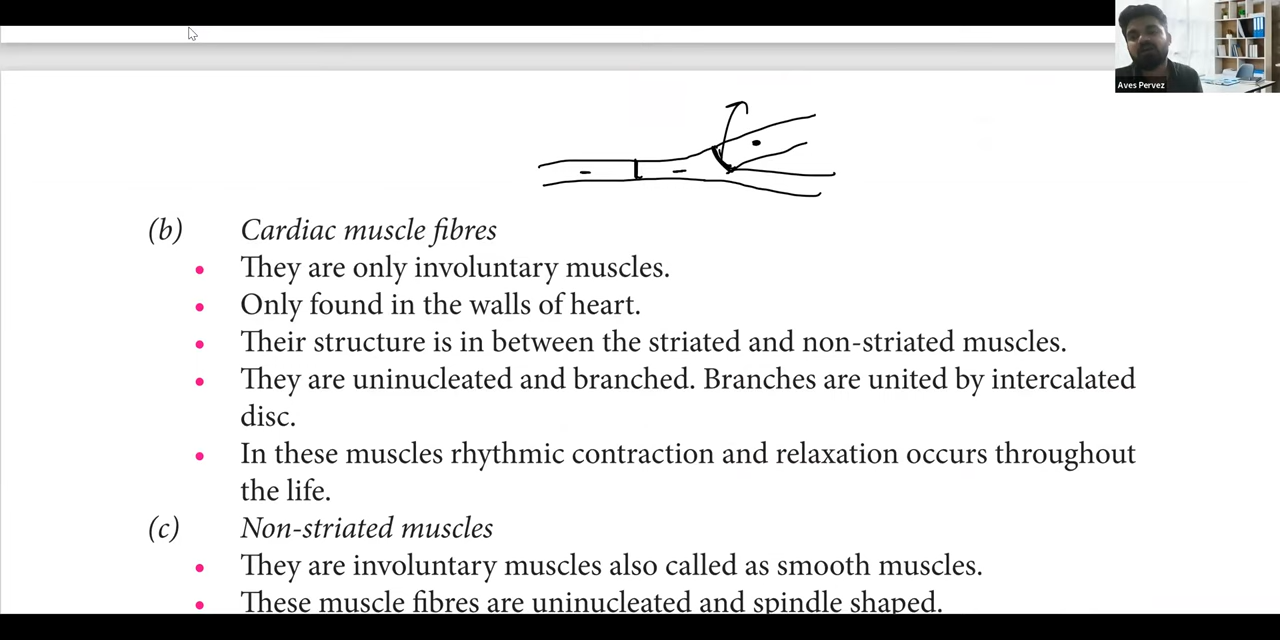 Aves Pervez
(b) Cardiac muscle fibres
• They are only involuntary muscles.
• Only found in the walls of heart.
• Their structure is in between the striated and non-striated muscles.
• They are uninucleated and branched. Branches are united by intercalated
disc.
• In these muscles rhythmic contraction and relaxation occurs throughout
the life.
(c) Non-striated muscles
• They are involuntary muscles also called as smooth muscles.
• These muscle fibres are uninucleated and spindle shaped.